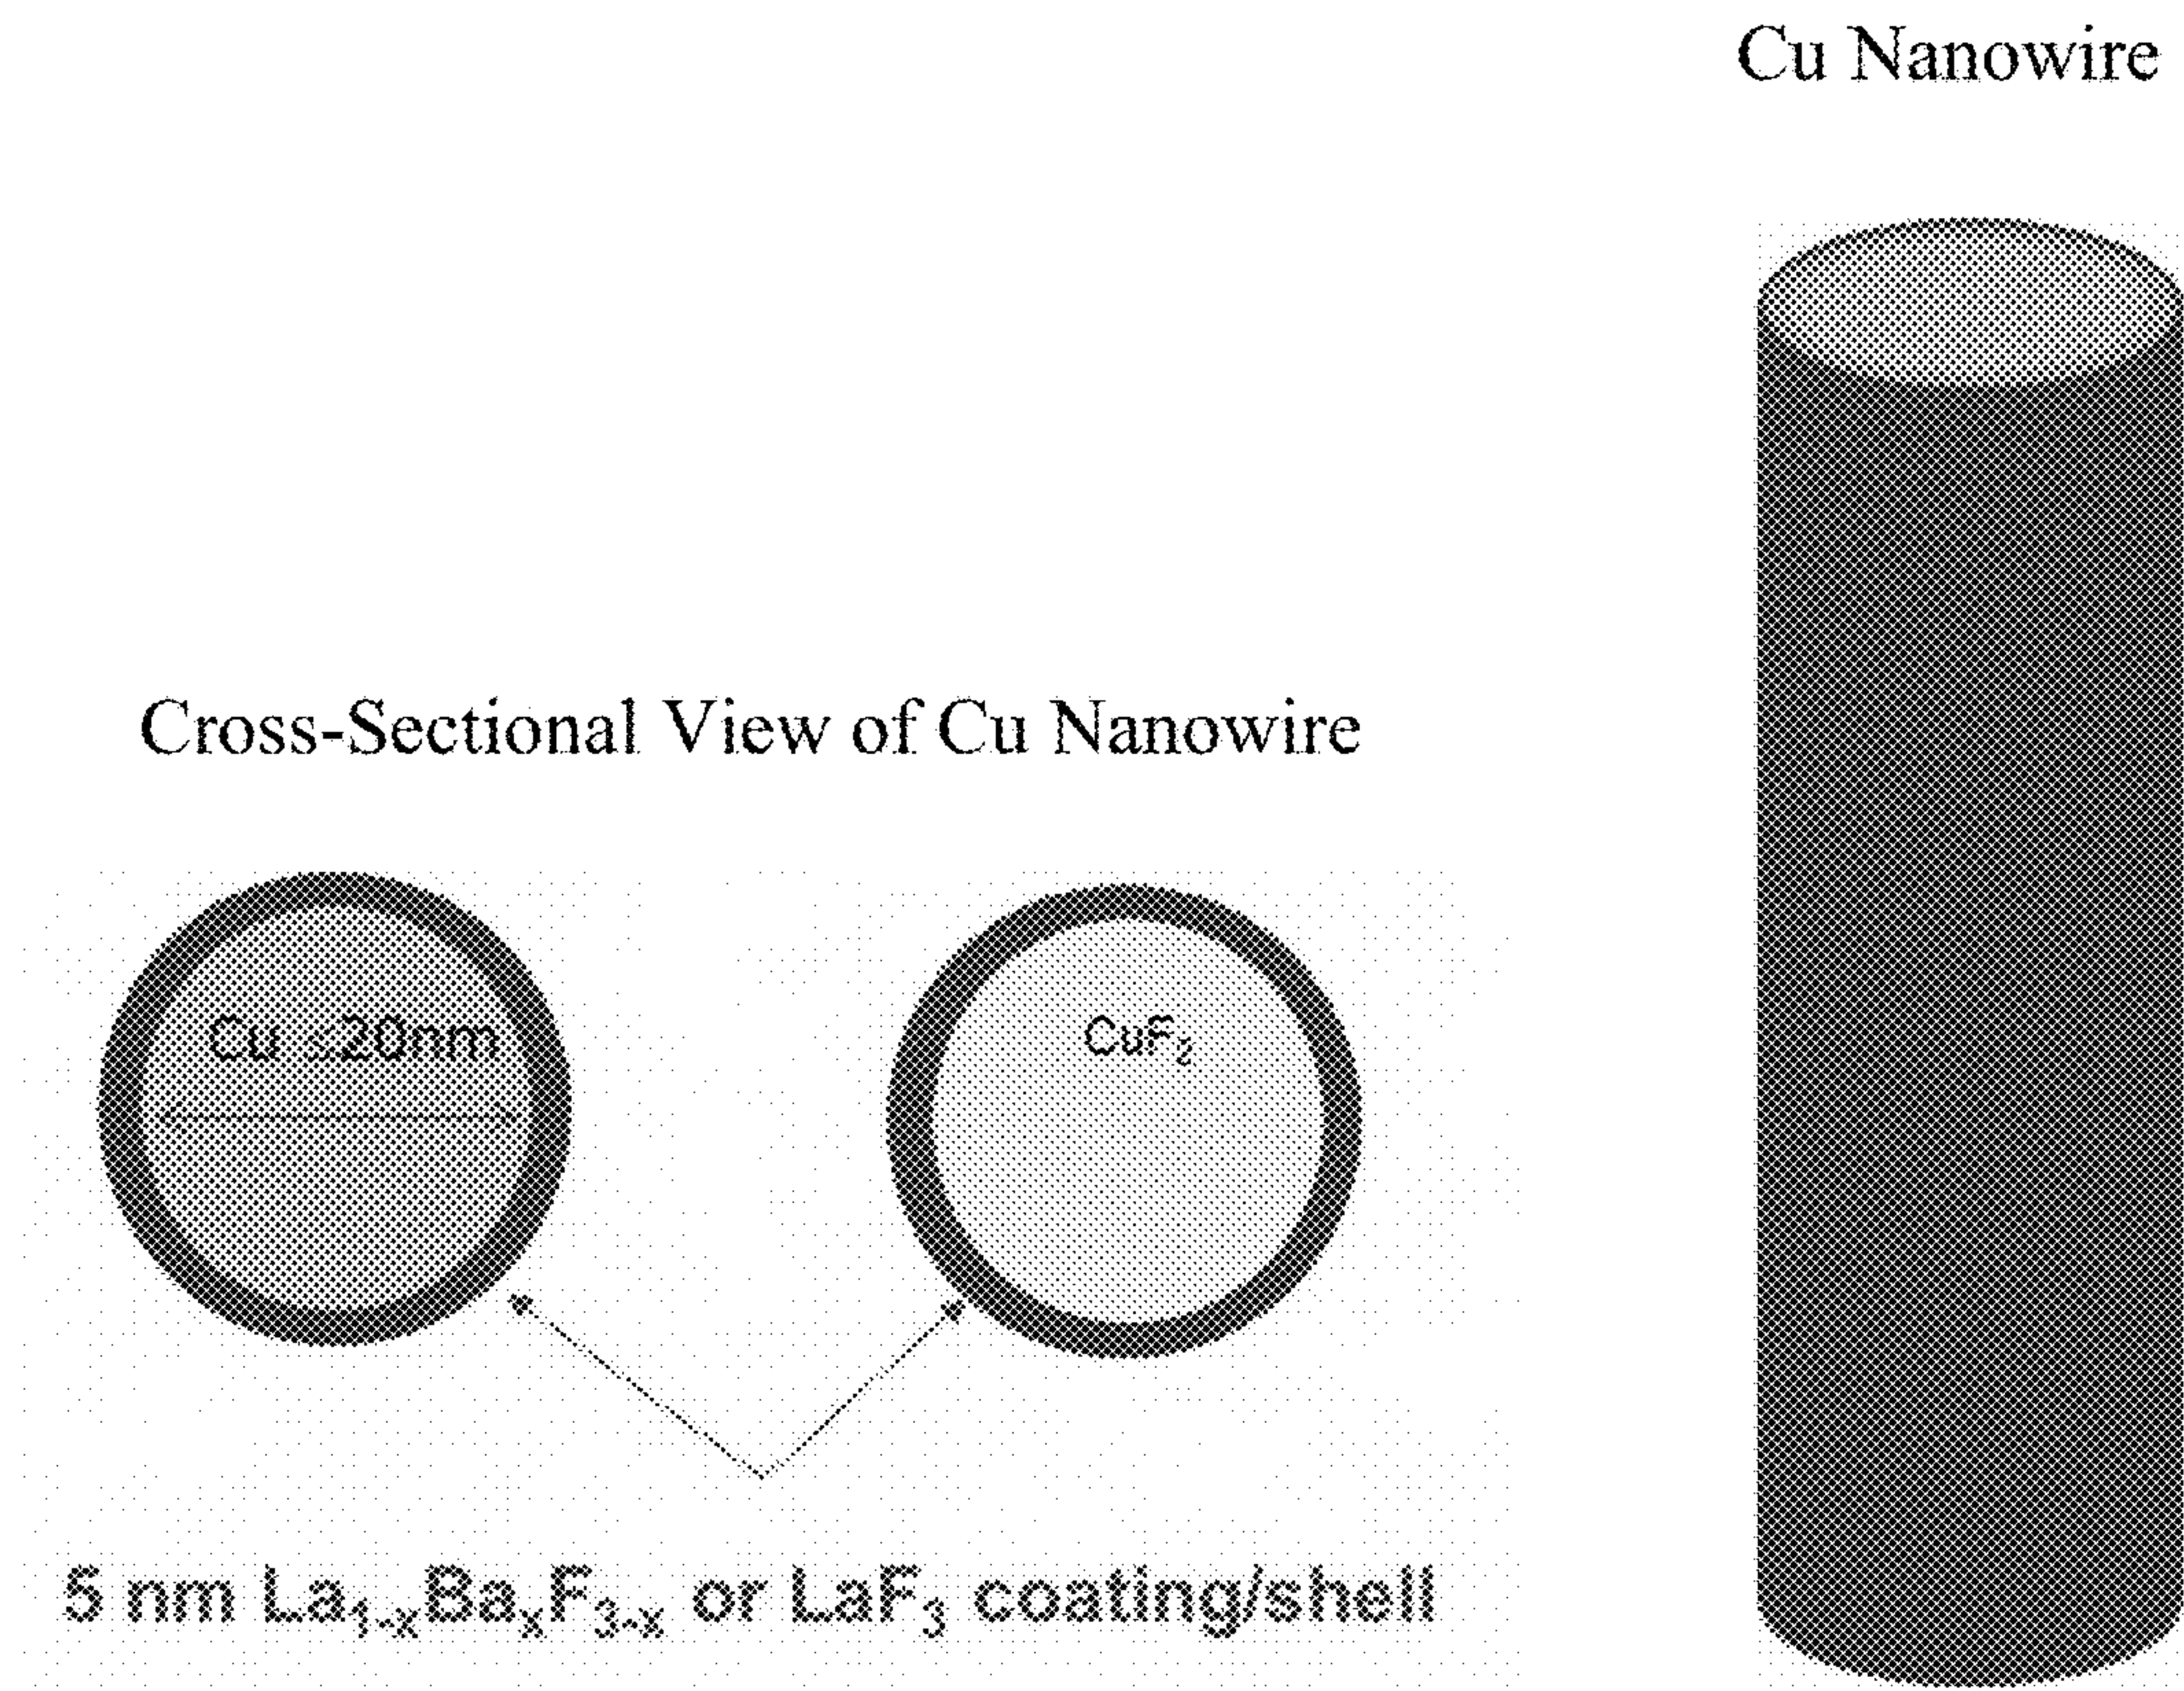 Cu Nanowire
Cross-Sectional View of Cu Nanowire
Cu ≤20nm
CuF₂
5 nm La₁₋ₓBaₓF₃₋ₓ or LaF₃ coating/shell